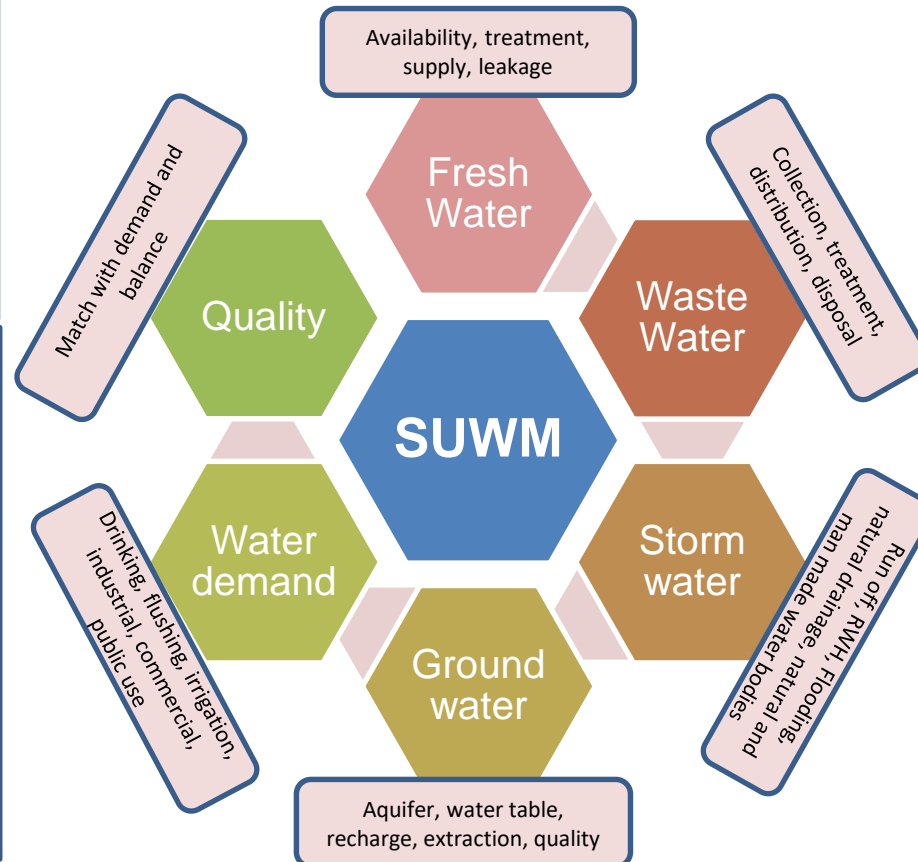 Availability, treatment,
supply, leakage
Fresh
Water
Collection, treatment,
distribution, disposal
Waste
Water
Run off, RWH, Flooding,
natural drainage, natural and
man made water bodies
Storm
water
Aquifer, water table,
recharge, extraction, quality
Ground
water
Drinking, flushing, irrigation,
industrial, commercial,
public use
Water
demand
Match with demand and
balance
Quality
SUWM